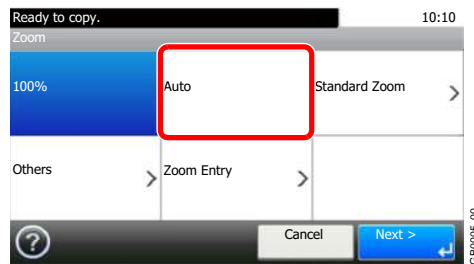 Ready to copy. 10:10
Zoom
100% Auto Standard Zoom >
Others > Zoom Entry >
? Cancel Next >